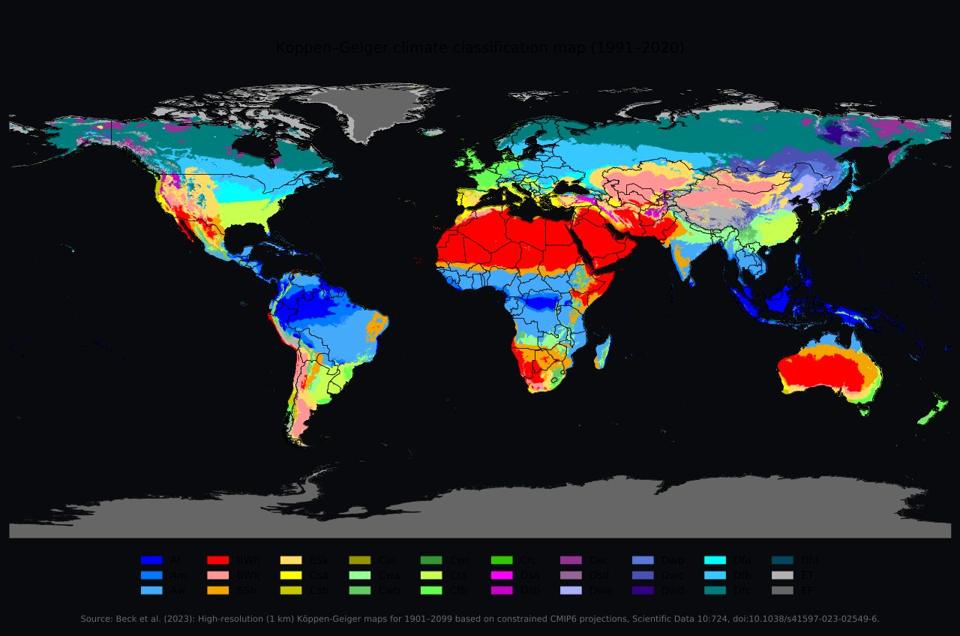 Köppen–Geiger climate classification map (1991–2020)
Af BWh BSk Csc Cwc Cfc Dsc Dwb Dfa Dfd
Am BWk Csa Cwa Cfa Dsa Dsd Dwc Dfb ET
Aw BSh Csb Cwb Cfb Dsb Dwa Dwd Dfc EF
Source: Beck et al. (2023): High-resolution (1 km) Köppen-Geiger maps for 1901–2099 based on constrained CMIP6 projections, Scientific Data 10:724, doi:10.1038/s41597-023-02549-6.